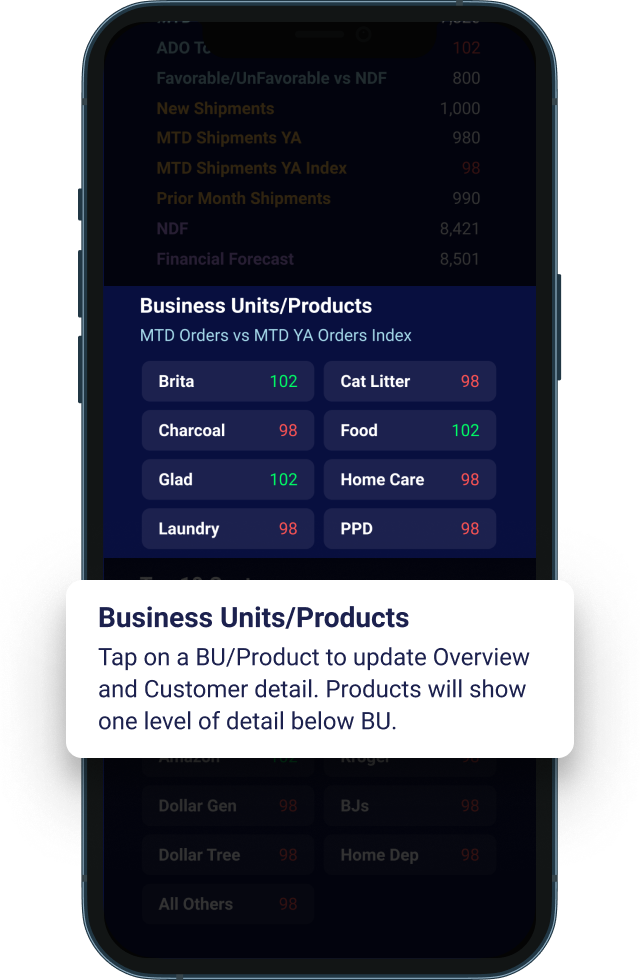 MTD 7,320
ADO To 102
Favorable/UnFavorable vs NDF 800
New Shipments 1,000
MTD Shipments YA 980
MTD Shipments YA Index 98
Prior Month Shipments 990
NDF 8,421
Financial Forecast 8,501
Business Units/Products
MTD Orders vs MTD YA Orders Index
Brita 102 Cat Litter 98
Charcoal 98 Food 102
Glad 102 Home Care 98
Laundry 98 PPD 98
Business Units/Products
Tap on a BU/Product to update Overview
and Customer detail. Products will show
one level of detail below BU.
Amazon 102 Kroger 98
Dollar Gen 98 BJs 98
Dollar Tree 98 Home Dep 98
All Others 98